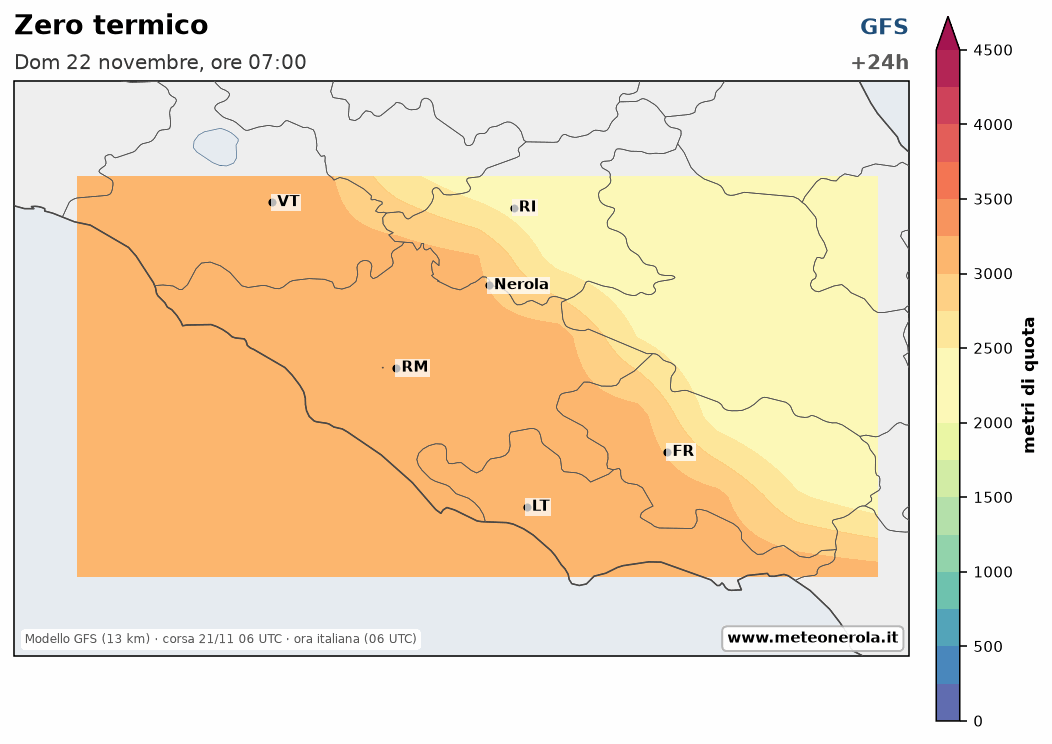 Zero termico
GFS
Dom 22 novembre, ore 07:00
+24h
VT
RI
Nerola
RM
FR
LT
4500
4000
3500
3000
2500
2000
1500
1000
500
0
metri di quota
Modello GFS (13 km) · corsa 21/11 06 UTC · ora italiana (06 UTC)
www.meteonerola.it